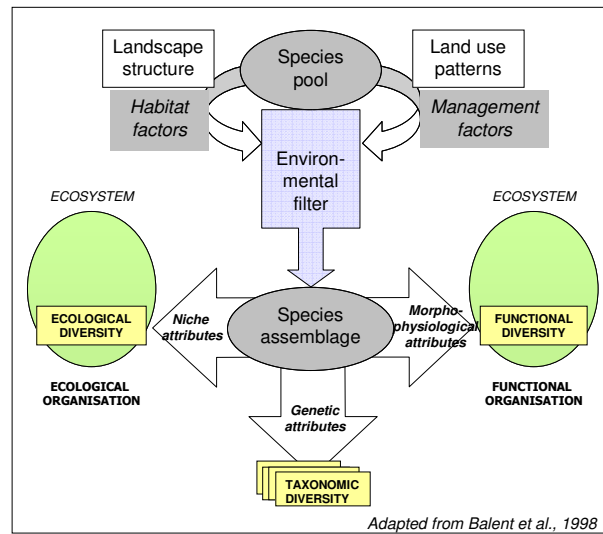 Landscape
structure
Species
pool
Land use
patterns
Habitat
factors
Management
factors
Environ-
mental
filter
ECOSYSTEM
ECOSYSTEM
ECOLOGICAL
DIVERSITY
Niche
attributes
Species
assemblage
Morpho-
physiological
attributes
FUNCTIONAL
DIVERSITY
ECOLOGICAL
ORGANISATION
FUNCTIONAL
ORGANISATION
Genetic
attributes
TAXONOMIC
DIVERSITY
Adapted from Balent et al., 1998